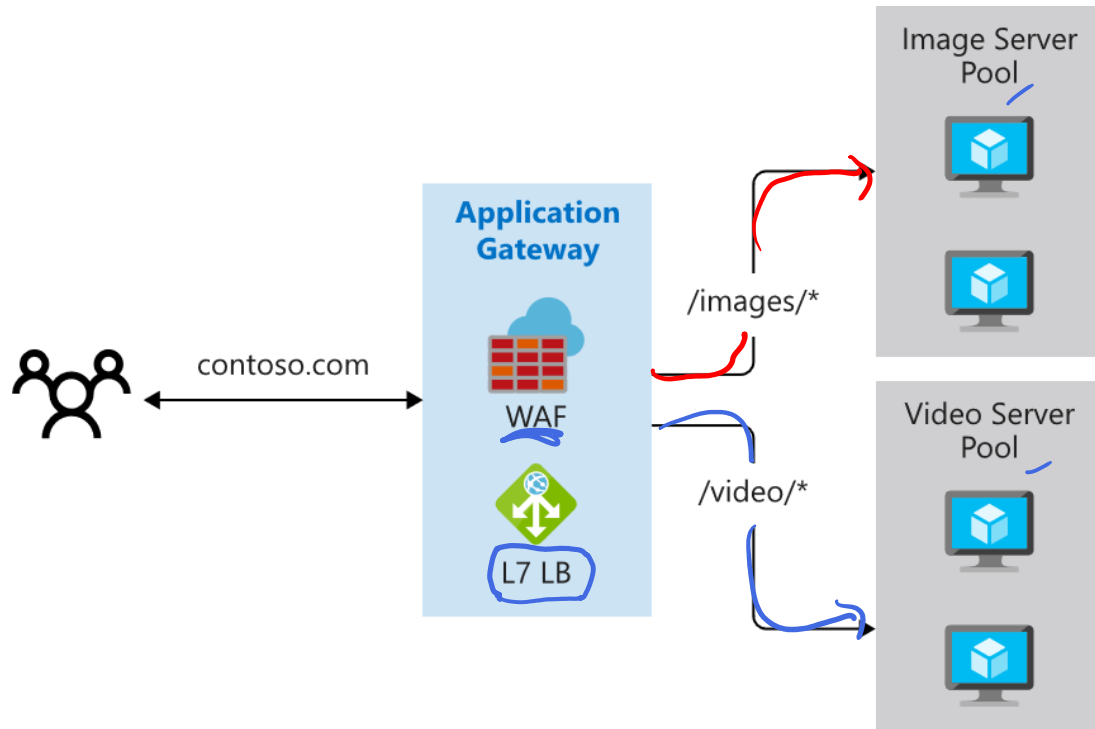 Image Server
Pool
Application
Gateway
/images/*
contoso.com
WAF
Video Server
Pool
/video/*
L7 LB